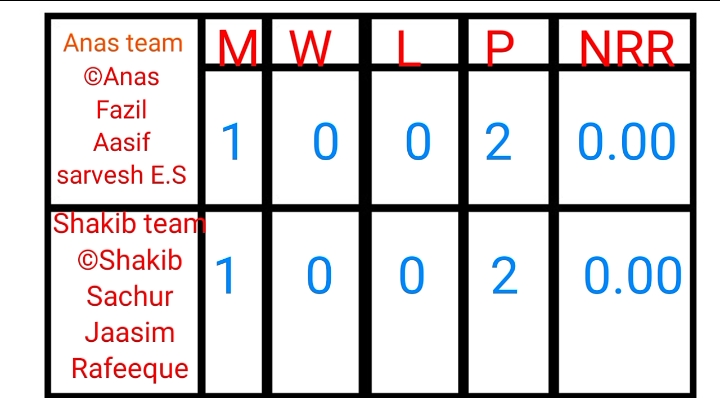 Anas team M W L P NRR
©Anas
Fazil
Aasif
sarvesh E.S
1 0 0 2 0.00
Shakib team
©Shakib
Sachur
Jaasim
Rafeeque
1 0 0 2 0.00